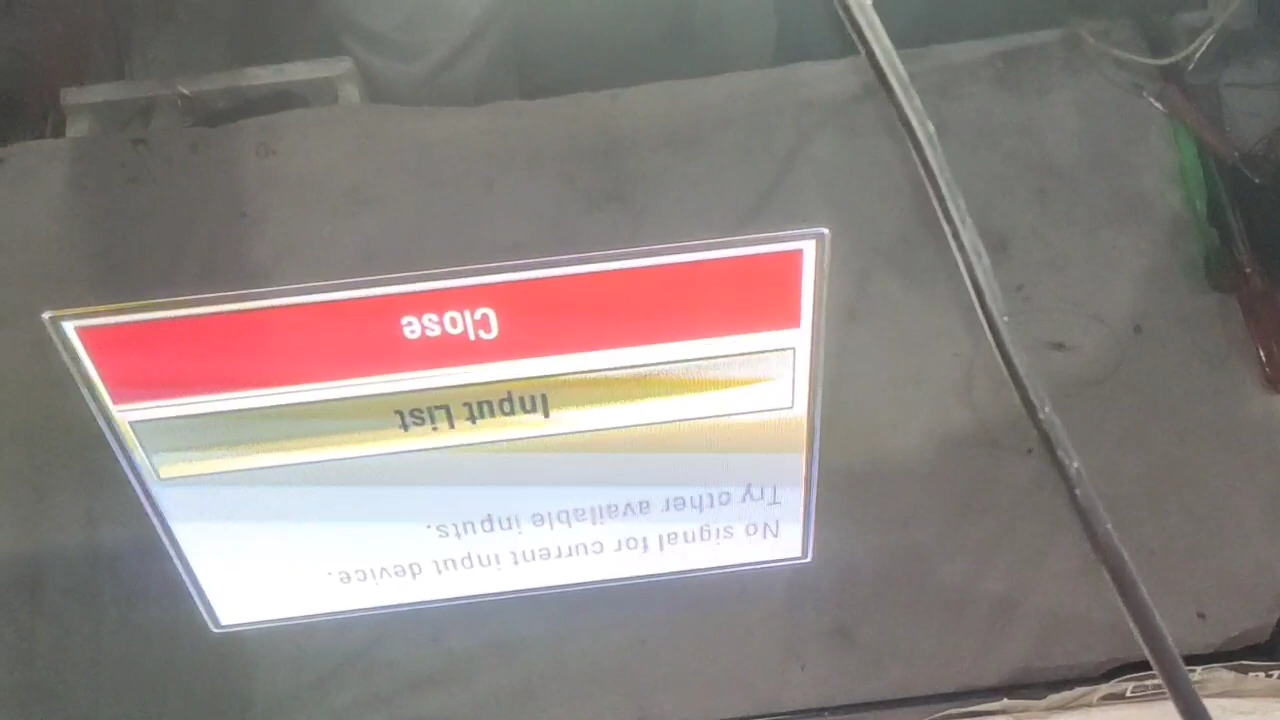 No signal for current input device.
Try other available inputs.
Input List
Close